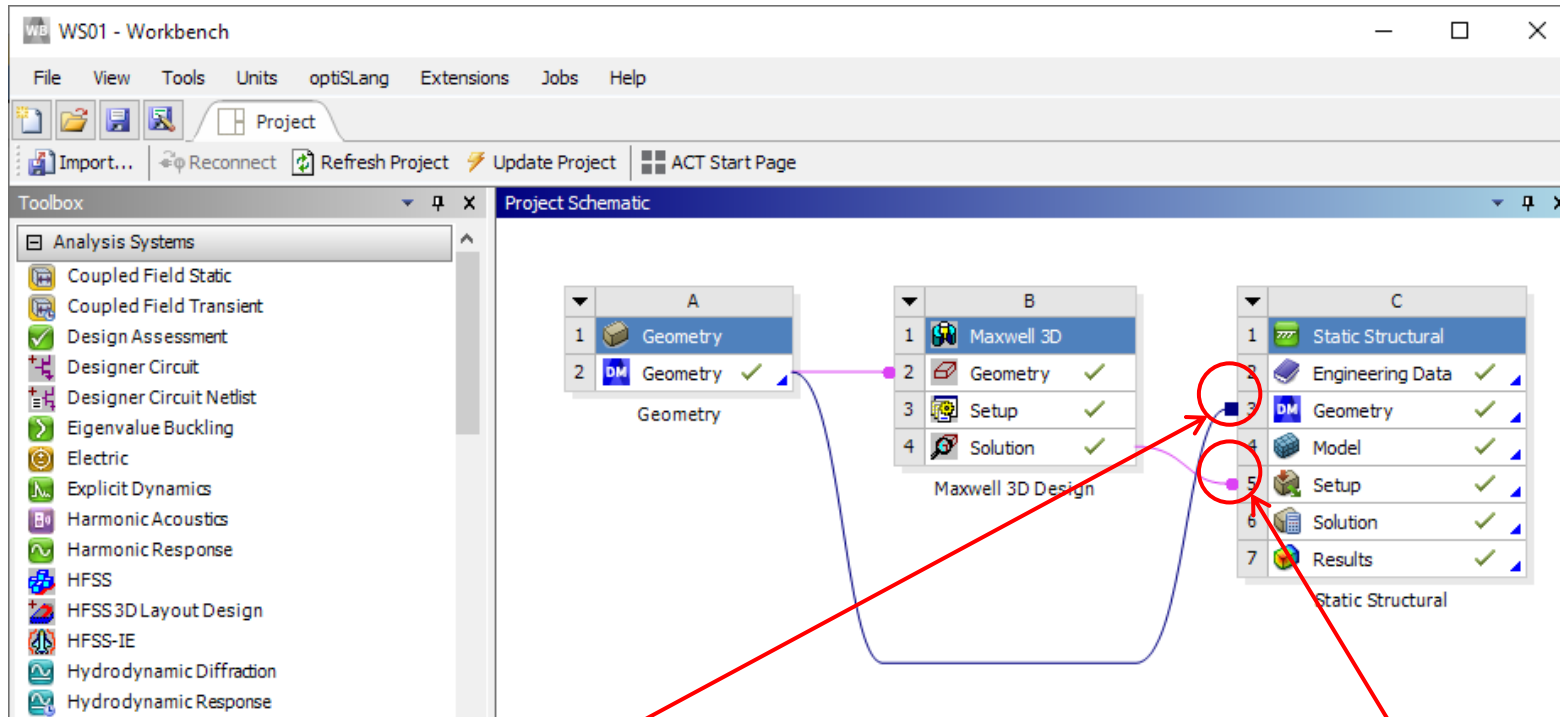 WB WS01 - Workbench
File View Tools Units optiSLang Extensions Jobs Help
Project
Import... Reconnect Refresh Project Update Project ACT Start Page
Toolbox
Project Schematic
Analysis Systems
Coupled Field Static
Coupled Field Transient
Design Assessment
Designer Circuit
Designer Circuit Netlist
Eigenvalue Buckling
Electric
Explicit Dynamics
Harmonic Acoustics
Harmonic Response
HFSS
HFSS 3D Layout Design
HFSS-IE
Hydrodynamic Diffraction
Hydrodynamic Response
A
1 Geometry
2 DM Geometry
Geometry
B
1 Maxwell 3D
2 Geometry
3 Setup
4 Solution
Maxwell 3D Design
C
1 Static Structural
2 Engineering Data
3 DM Geometry
4 Model
5 Setup
6 Solution
7 Results
Static Structural